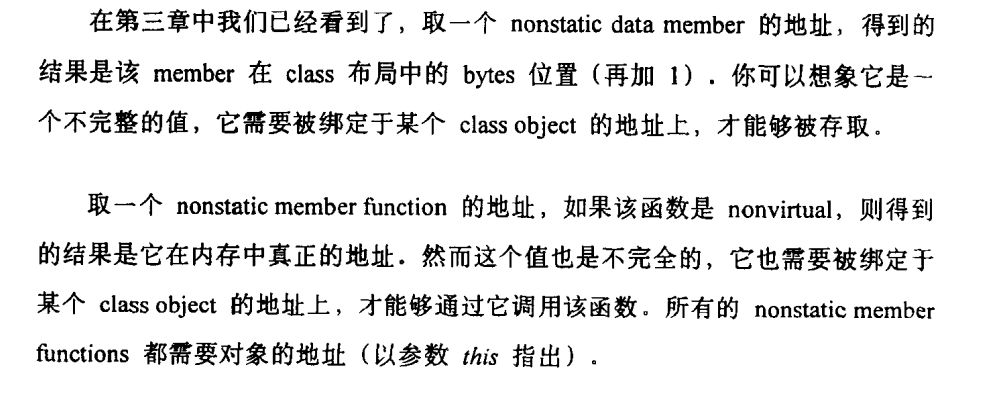 在第三章中我们已经看到了，取一个 nonstatic data member 的地址，得到的
结果是该 member 在 class 布局中的 bytes 位置（再加 1）. 你可以想象它是一
个不完整的值，它需要被绑定于某个 class object 的地址上，才能够被存取。
取一个 nonstatic member function 的地址，如果该函数是 nonvirtual，则得到
的结果是它在内存中真正的地址. 然而这个值也是不完全的，它也需要被绑定于
某个 class object 的地址上，才能够通过它调用该函数。所有的 nonstatic member
functions 都需要对象的地址（以参数 this 指出）。